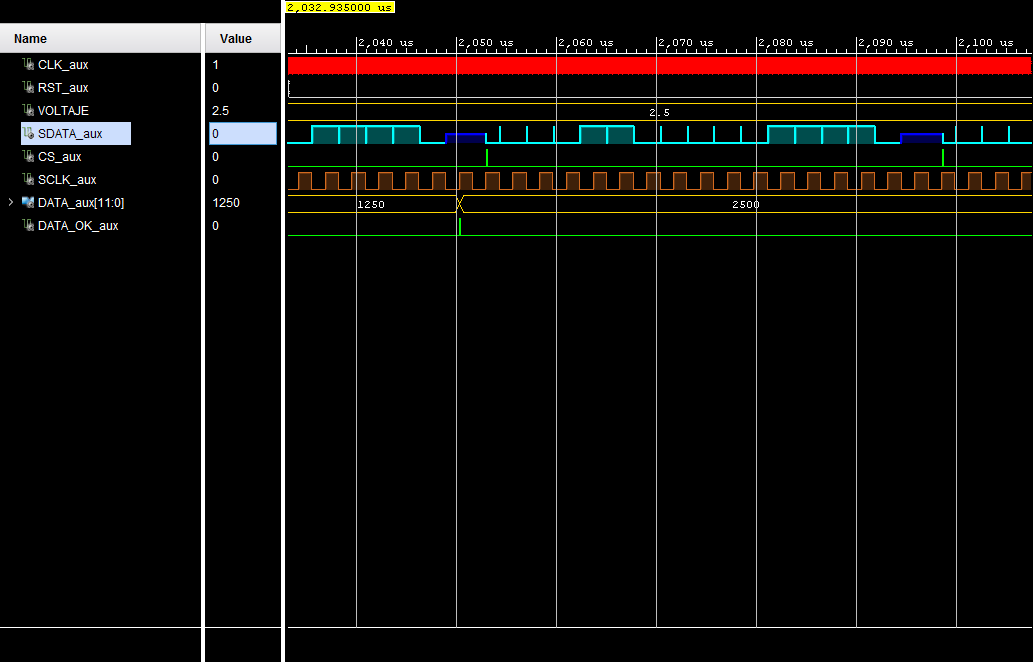 2,032.935000 us
Name Value
2,040 us 2,050 us 2,060 us 2,070 us 2,080 us 2,090 us 2,100 us
CLK_aux 1
RST_aux 0
VOLTAJE 2.5 2.5
SDATA_aux 0
CS_aux 0
SCLK_aux 0
DATA_aux[11:0] 1250 1250 2500
DATA_OK_aux 0